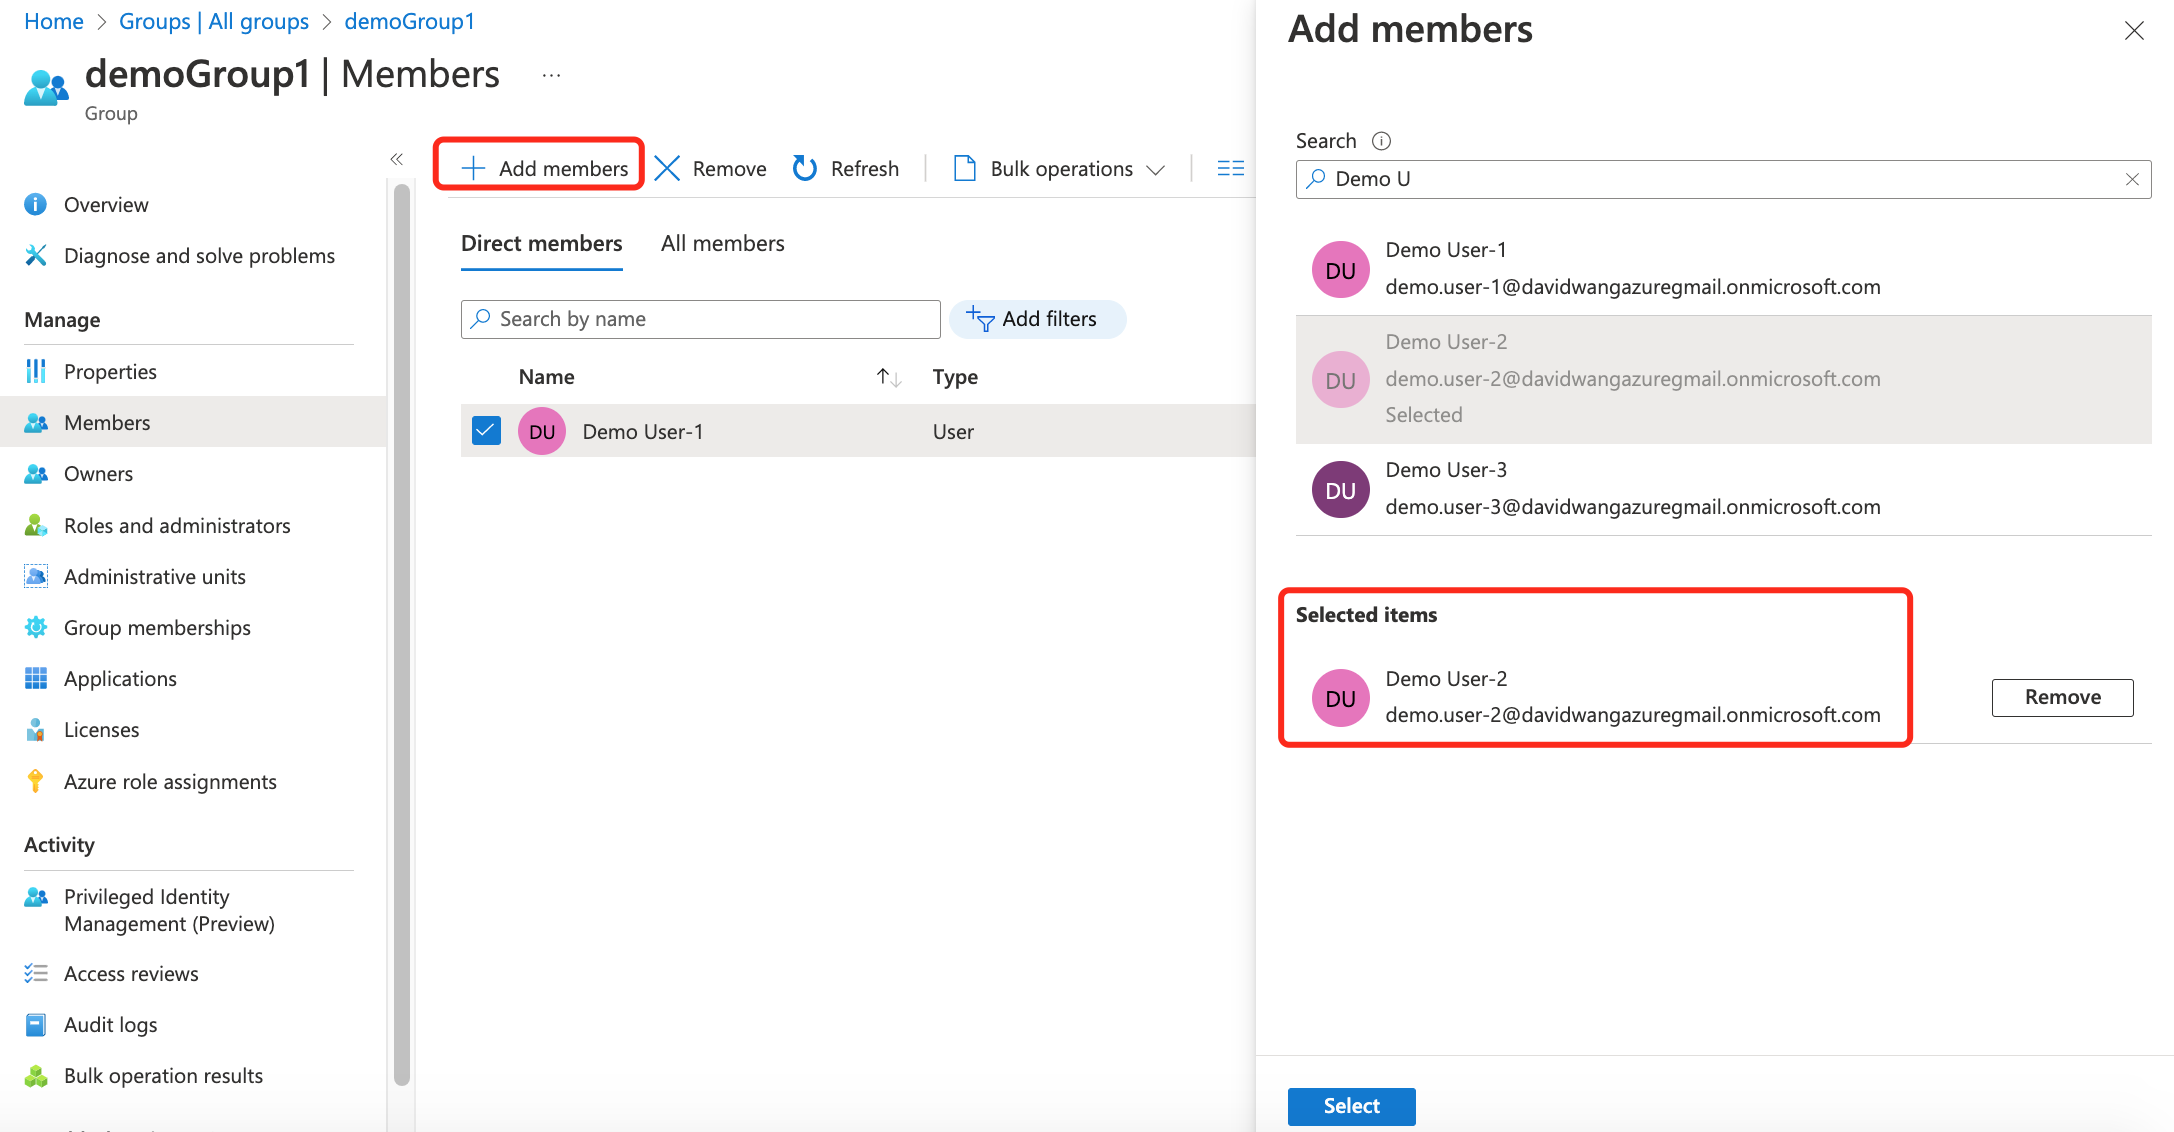 Home > Groups | All groups > demoGroup1
demoGroup1 | Members ...
Group
«
Overview
Diagnose and solve problems
Manage
Properties
Members
Owners
Roles and administrators
Administrative units
Group memberships
Applications
Licenses
Azure role assignments
Activity
Privileged Identity
Management (Preview)
Access reviews
Audit logs
Bulk operation results
Add members Remove Refresh Bulk operations
Direct members All members
Search by name Add filters
Name Type
DU Demo User-1 User
Add members
Search
Demo U
DU
Demo User-1
demo.user-1@davidwangazuregmail.onmicrosoft.com
DU
Demo User-2
demo.user-2@davidwangazuregmail.onmicrosoft.com
Selected
DU
Demo User-3
demo.user-3@davidwangazuregmail.onmicrosoft.com
Selected items
DU
Demo User-2
demo.user-2@davidwangazuregmail.onmicrosoft.com
Remove
Select